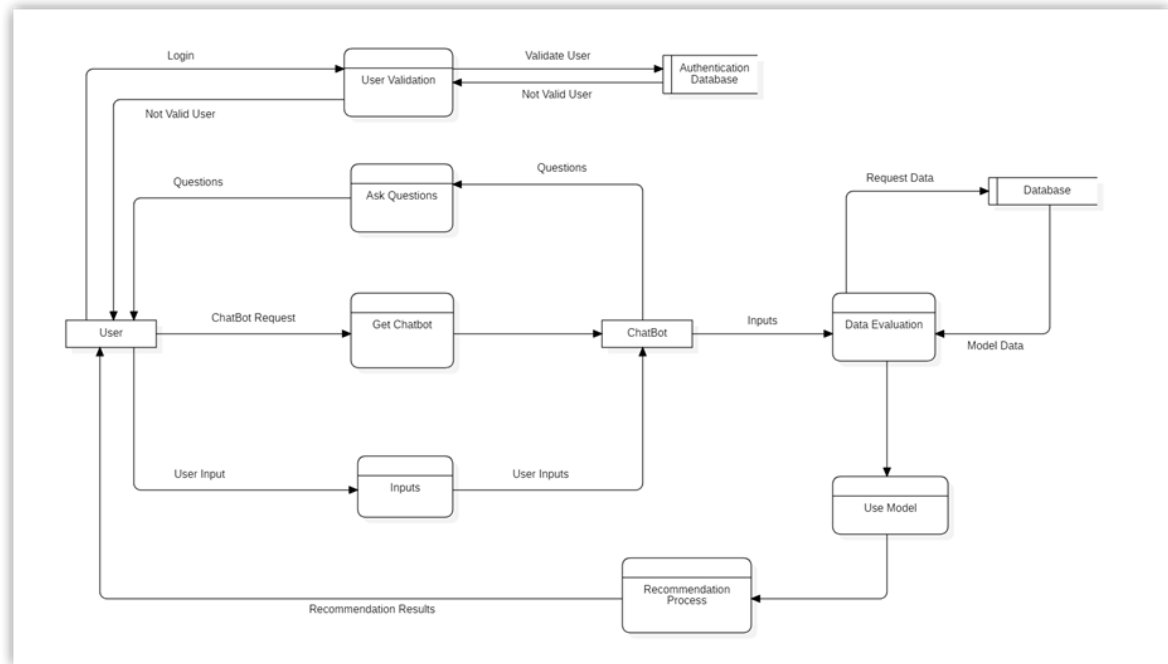 Login
Validate User
User Validation
Authentication
Database
Not Valid User
Not Valid User
Questions
Questions
Ask Questions
Request Data
Database
ChatBot Request
Get Chatbot
User
ChatBot
Inputs
Data Evaluation
Model Data
User Input
Inputs
User Inputs
Use Model
Recommendation
Process
Recommendation Results